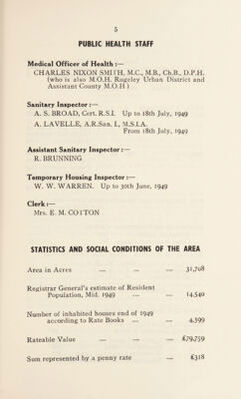 5
PUBLIC HEALTH STAFF
Medical Officer of Health :—
CHARLES NIXON SMITH, M.C., M.B., Ch.B., D.P.H.
(who is also M.O.H. Rugeley Urban District and
Assistant County M.O.H )
Sanitary Inspector :—
A. S. BROAD, Cert. R.S.I. Up to 18th July, 1949
A. LAVELLE, A.R.San. I., M.S.I.A.
From 18th July, 1949
Assistant Sanitary Inspector :—
R. BRUNNING
Temporary Housing Inspector :—
W. W. WARREN. Up to 30th June, 1949
Clerk :—
Mrs. E. M. COTTON
STATISTICS AND SOCIAL CONDITIONS OF THE AREA
Area in Acres — — — 31,708
Registrar General's estimate of Resident
Population, Mid. 1949 — — 14,540
Number of inhabited houses end of 1949
according to Rate Books — — 4,599
Rateable Value — — — £79,759
Sum represented by a penny rate — £318